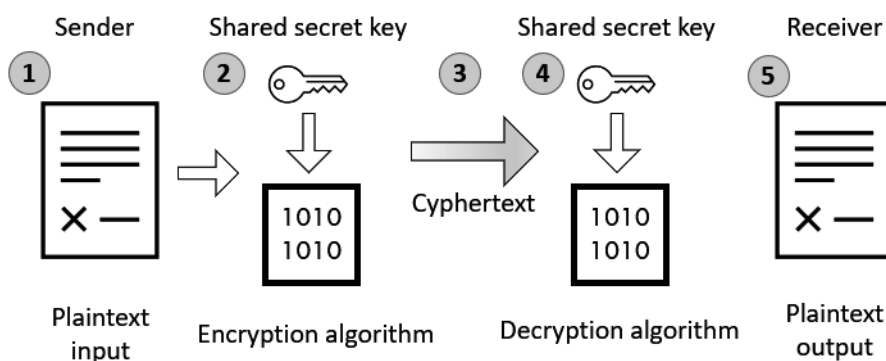 Sender
Shared secret key
Shared secret key
Receiver
1
2
3
4
5
1010
1010
Cyphertext
1010
1010
Plaintext
input
Encryption algorithm
Decryption algorithm
Plaintext
output